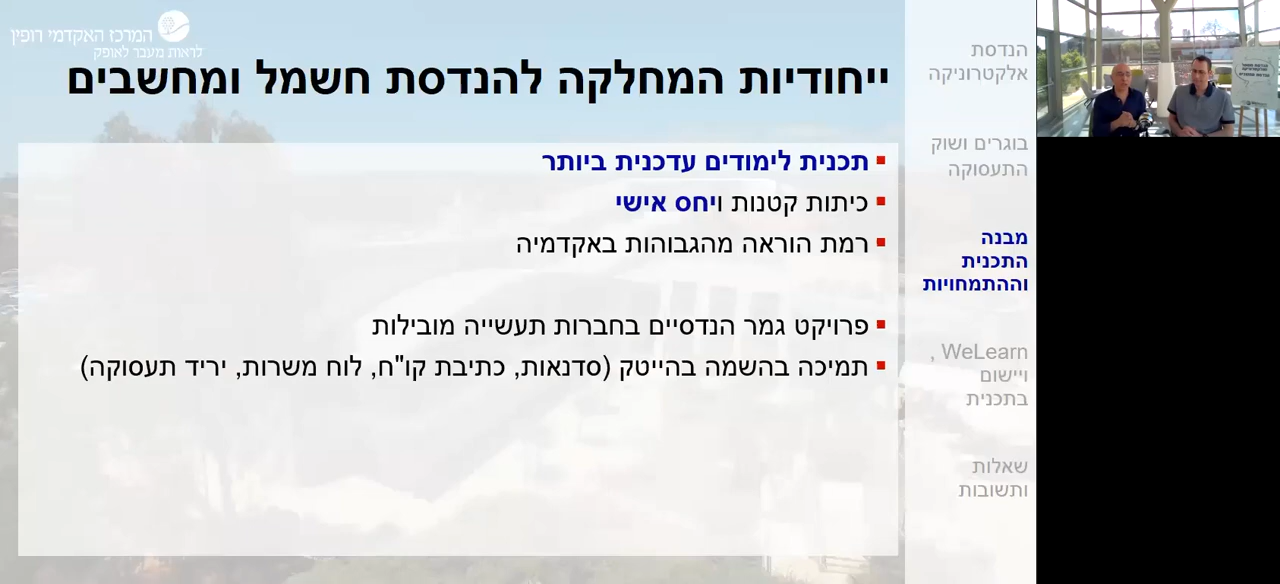 המרכז האקדמי רופין
לראות מעבר לאופק
ייחודיות המחלקה להנדסת חשמל ומחשבים
תכנית לימודים עדכנית ביותר
כיתות קטנות ויחס אישי
רמת הוראה מהגבוהות באקדמיה
פרויקט גמר הנדסיים בחברות תעשייה מובילות
תמיכה בהשמה בהייטק (סדנאות, כתיבת קו"ח, לוח משרות, יריד תעסוקה)
הנדסת
אלקטרוניקה
בוגרים ושוק
התעסוקה
מבנה
התכנית
וההתמחויות
WeLearn ,
ויישום
בתכנית
שאלות
ותשובות